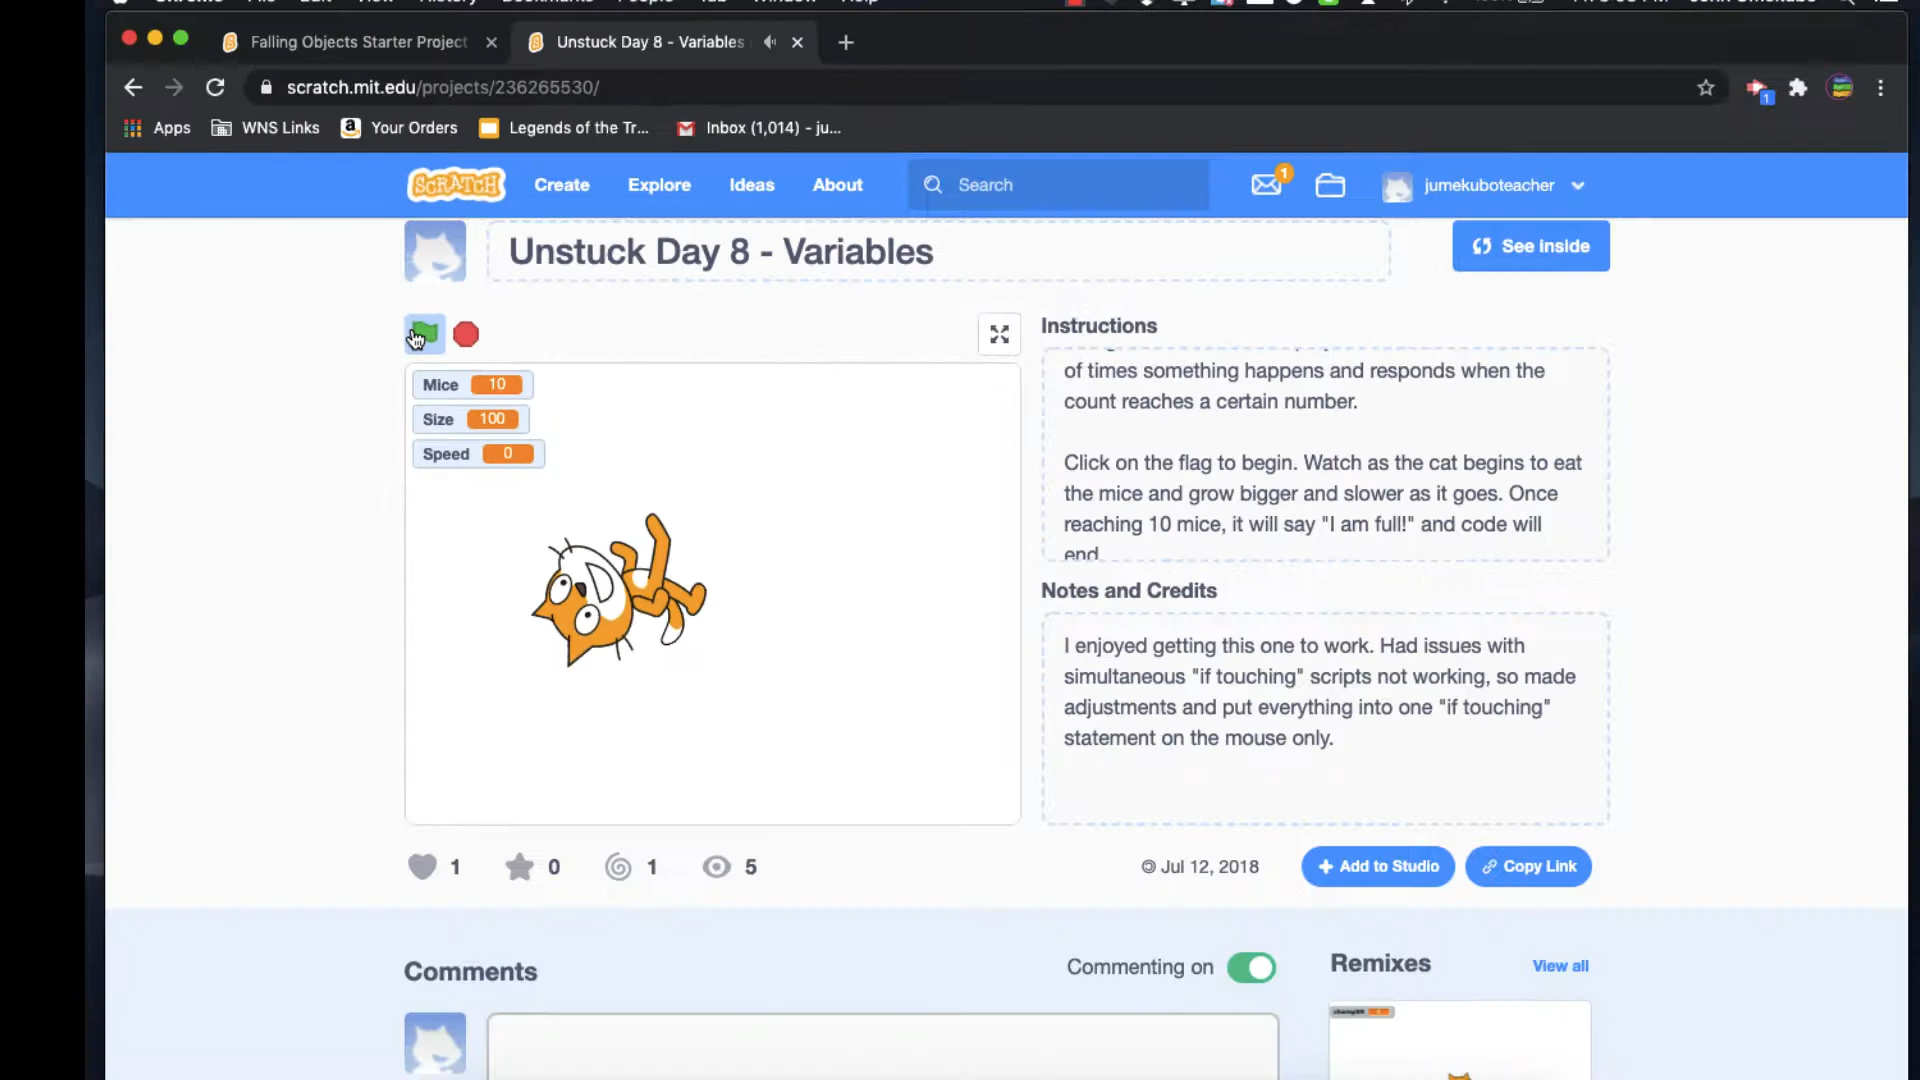 Falling Objects Starter Project
Unstuck Day 8 - Variables
scratch.mit.edu/projects/236265530/
1
Apps
WNS Links
Your Orders
Legends of the Tr...
Inbox (1,014) - ju...
SCRATCH
Create
Explore
Ideas
About
Search
1
jumekuboteacher
Unstuck Day 8 - Variables
See inside
Mice 10
Size 100
Speed 0
Instructions
of times something happens and responds when the
count reaches a certain number.
Click on the flag to begin. Watch as the cat begins to eat
the mice and grow bigger and slower as it goes. Once
reaching 10 mice, it will say "I am full!" and code will
end.
Notes and Credits
I enjoyed getting this one to work. Had issues with
simultaneous "if touching" scripts not working, so made
adjustments and put everything into one "if touching"
statement on the mouse only.
1
0
1
5
© Jul 12, 2018
Add to Studio
Copy Link
Comments
Commenting on
Remixes
View all